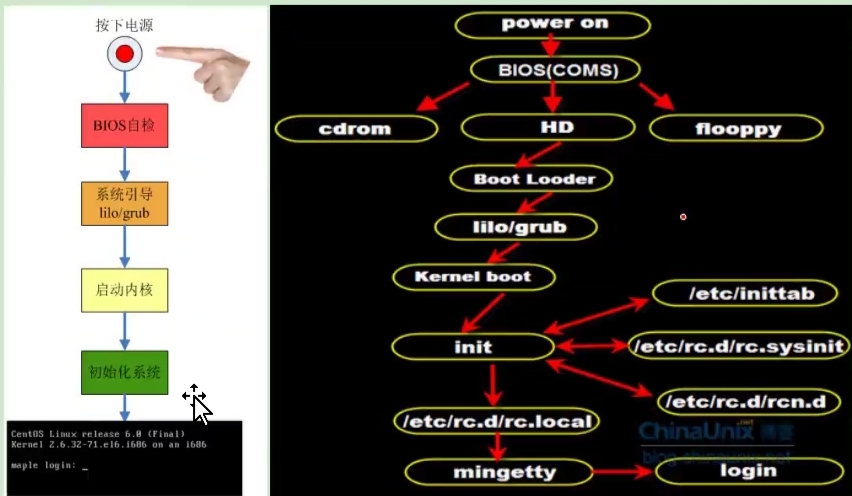 按下电源
BIOS自检
系统引导
lilo/grub
启动内核
初始化系统
CentOS Linux release 6.0 (Final)
Kernel 2.6.32-71.el6.i686 on an i686
maple login: _
power on
BIOS(COMS)
cdrom
HD
flooppy
Boot Looder
lilo/grub
Kernel boot
init
/etc/inittab
/etc/rc.d/rc.sysinit
/etc/rc.d/rcn.d
/etc/rc.d/rc.local
mingetty
login
ChinaUnix.net 博客
blog.chinaunix.net